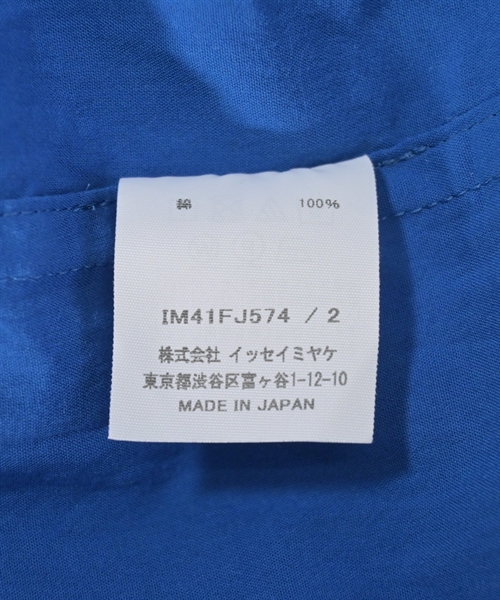 綿 100%
IM41FJ574 / 2
株式会社 イッセイミヤケ
東京都渋谷区富ヶ谷1-12-10
MADE IN JAPAN